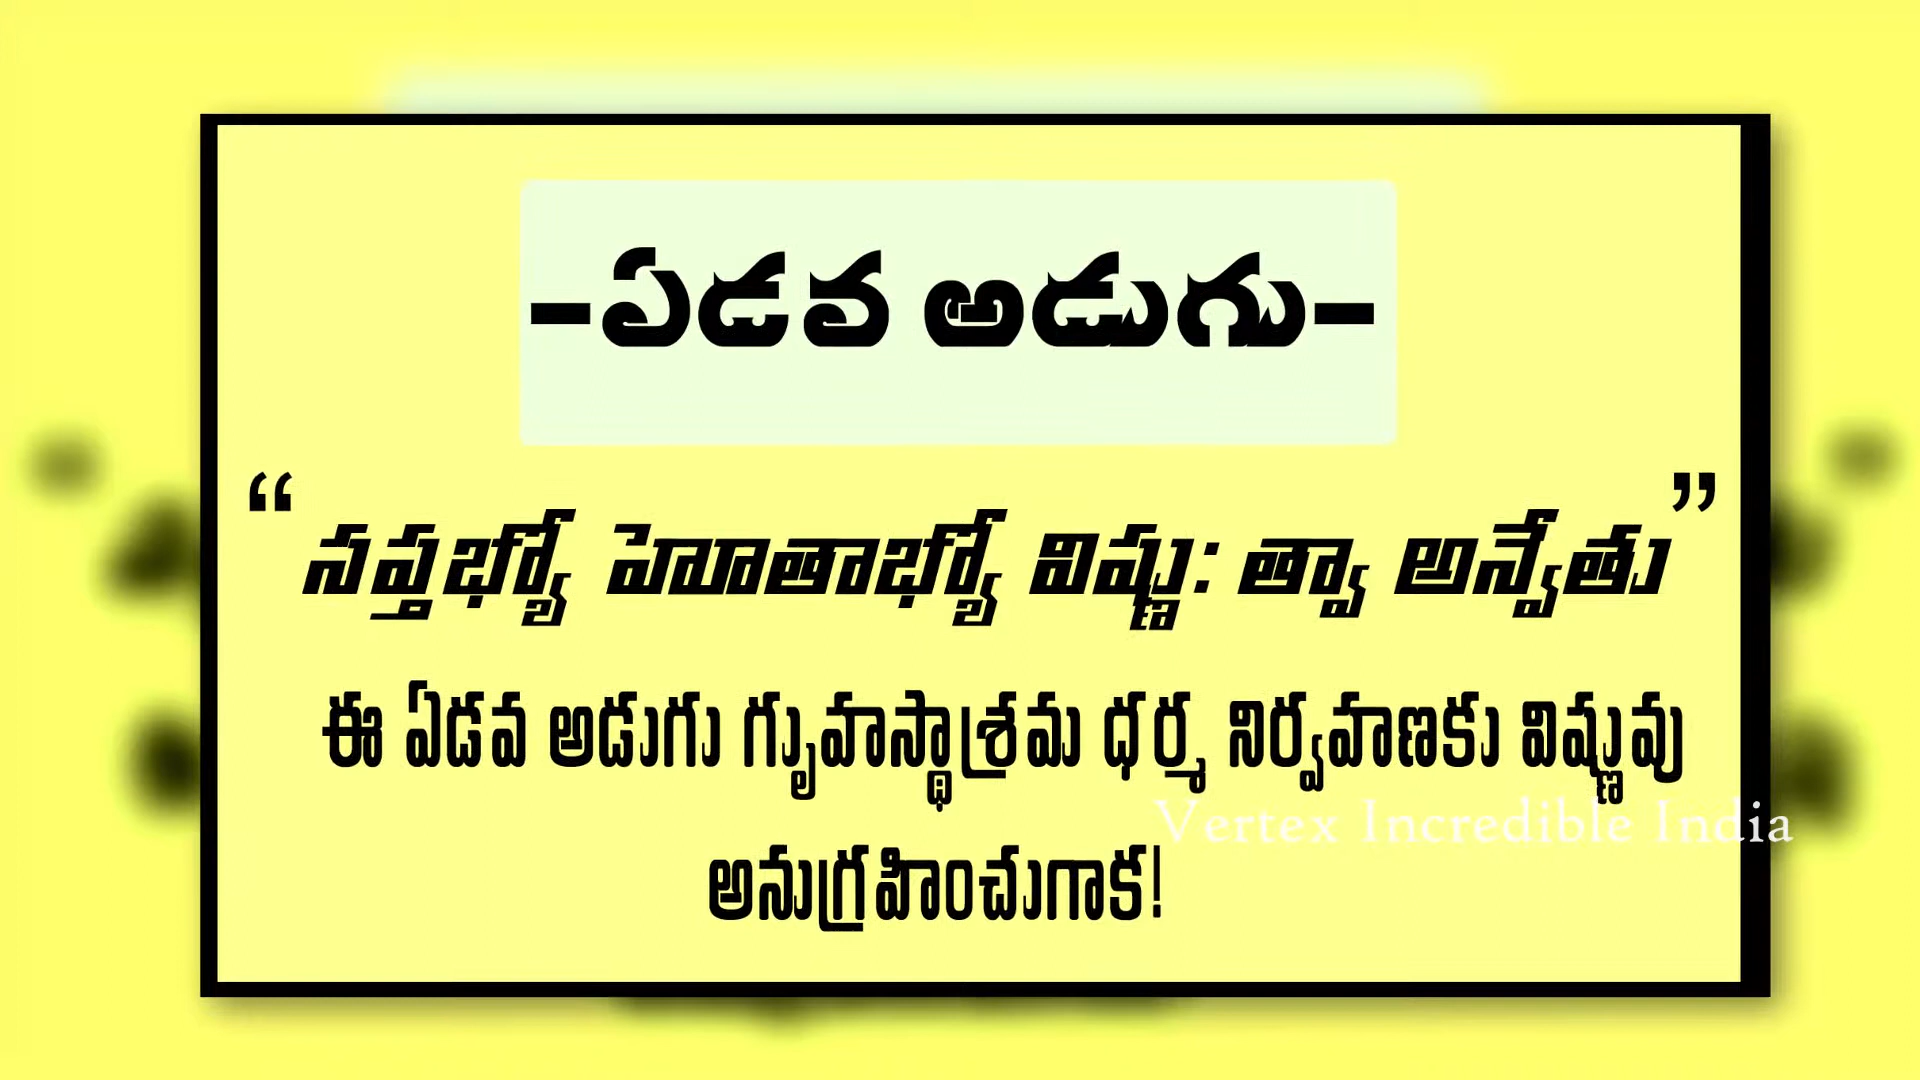 -ఏడవ అడుగు-
“సప్తభ్యో హెూతాభ్యో విష్ణు: త్వా అన్వేతు”
ఈ ఏడవ అడుగు గృహస్థాశ్రమ ధర్మ నిర్వహణకు విష్ణువు
Vertex Incredible India
అనుగ్రహించుగాక!